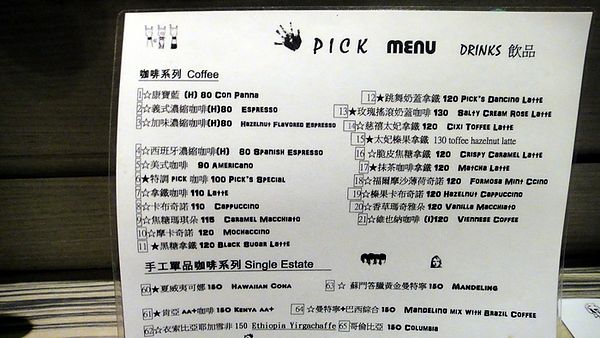 PICK MENU DRINKS 飲品
咖啡系列 Coffee
1☆康寶藍 (H) 80 Con Panna
2☆義式濃縮咖啡(H)80 Espresso
3☆加味濃縮咖啡(H)80 Hazelnut Flavored Espresso
4☆西班牙濃縮咖啡(H) 80 Spanish Espresso
5☆美式咖啡 90 Americano
6★特調 PICK 咖啡 100 Pick's Special
7☆拿鐵咖啡 110 Latte
8☆卡布奇諾 110 Cappuccino
9☆焦糖瑪琪朵 115 Caramel Macchiato
10☆摩卡奇諾 120 Mochaccino
11★黑糖拿鐵 120 Black Sugar Latte
12★跳舞奶蓋拿鐵 120 Pick's Dancing Latte
13★玫瑰搖滾奶蓋咖啡 130 Salty Cream Rose Latte
14☆慈禧太妃拿鐵 120 Cixi Toffee Latte
15★太妃榛果拿鐵 130 toffee hazelnut latte
16☆脆皮焦糖拿鐵 120 Crispy Caramel Latte
17★抹茶咖啡拿鐵 120 Matcha Latte
18☆福爾摩沙薄荷奇諾 120 Formosa Mint Ccino
19☆榛果卡布奇諾 120 Hazelnut Cappuccino
20☆香草瑪奇雅朵 120 Vanilla Macchiato
21☆維也納咖啡 (I)120 Viennese Coffee
手工單品咖啡系列 Single Estate
60★夏威夷可娜 150 Hawaiian Cona
61★肯亞 AA+咖啡 150 Kenya AA+
62☆衣索比亞耶加雪菲 150 Ethiopia Yirgachaffe
63☆ 蘇門答臘黃金曼特寧 150 Mandeling
64☆曼特寧+巴西綜合 150 Mandeling mix with Brazil Coffee
65哥倫比亞 150 Columbia